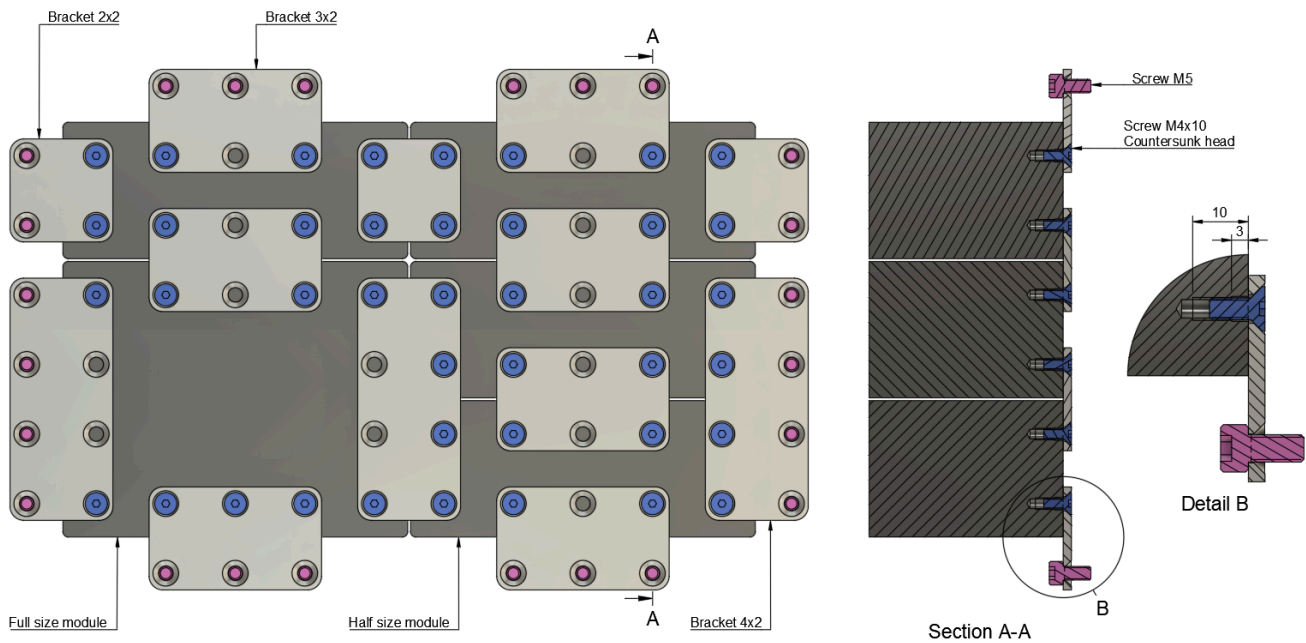 Bracket 2x2
Bracket 3x2
A
Screw M5
Screw M4x10
Countersunk head
10
3
Detail B
B
Full size module
Half size module
A
Bracket 4x2
Section A-A